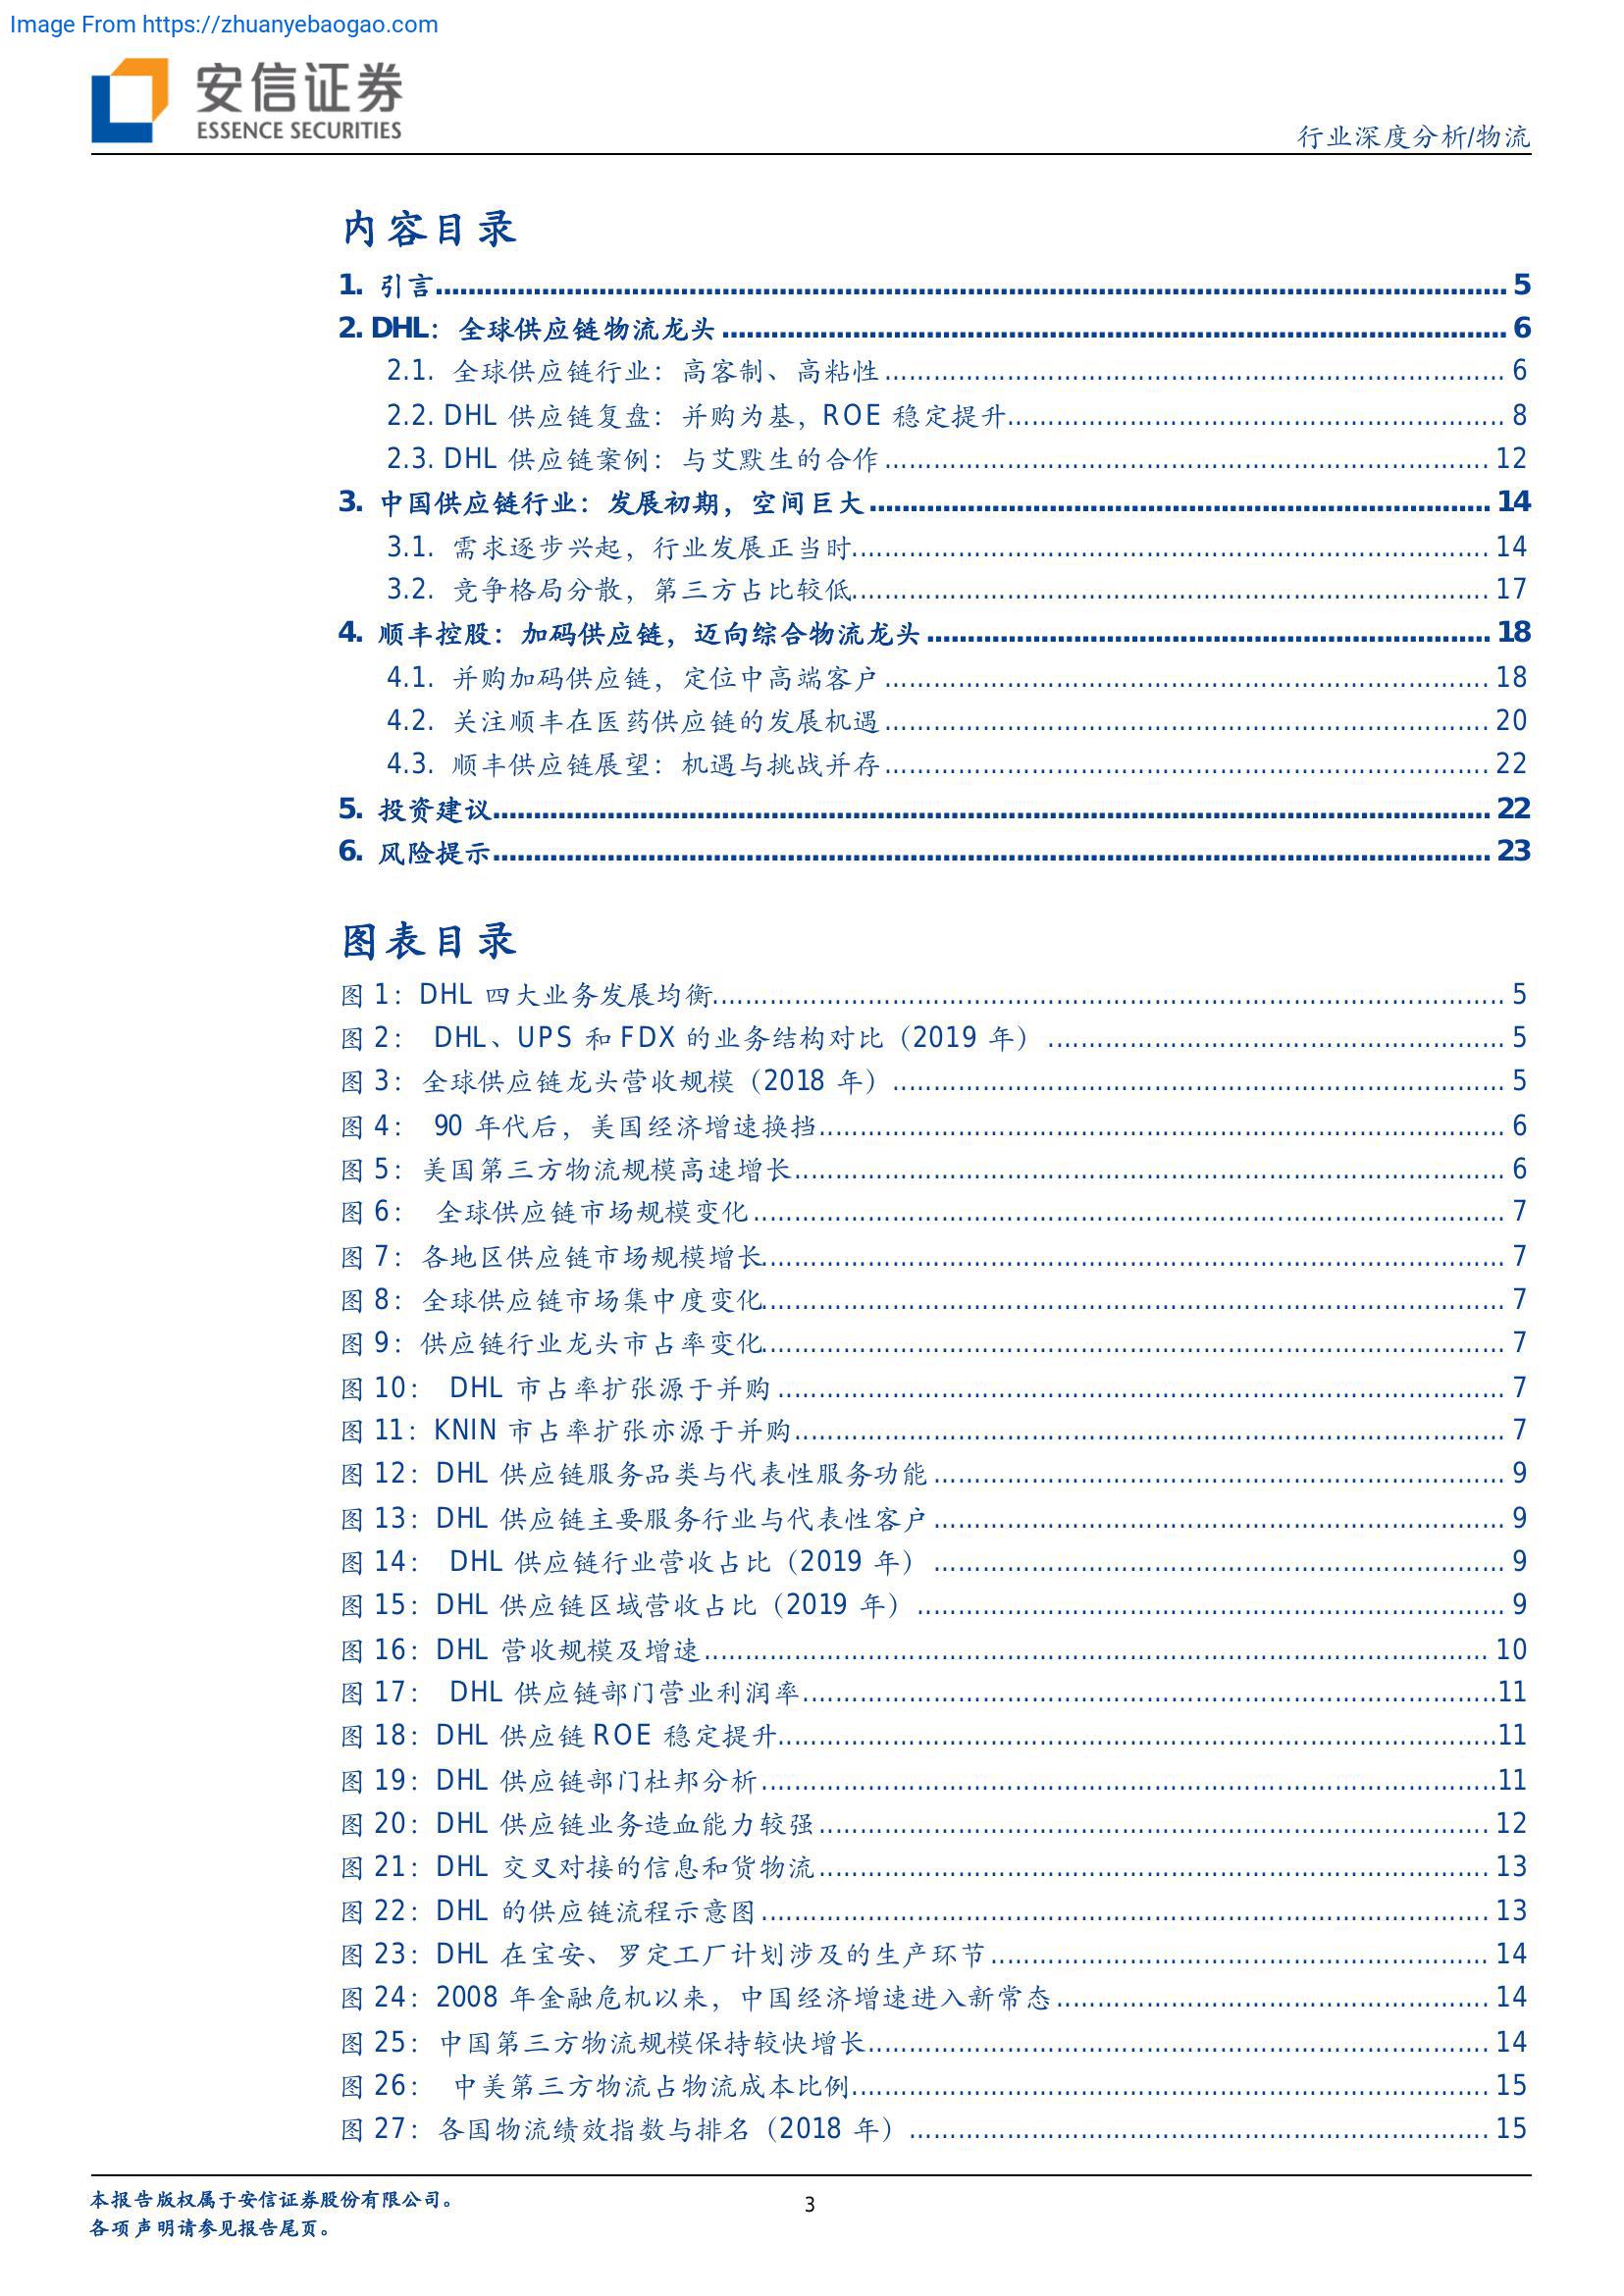 Image From https://zhuanyebaogao.com
安信证券
ESSENCE SECURITIES
行业深度分析/物流
内容目录
1. 引言 5
2. DHL：全球供应链物流龙头 6
2.1. 全球供应链行业：高客制、高粘性 6
2.2. DHL 供应链复盘：并购为基，ROE 稳定提升 8
2.3. DHL 供应链案例：与艾默生的合作 12
3. 中国供应链行业：发展初期，空间巨大 14
3.1. 需求逐步兴起，行业发展正当时 14
3.2. 竞争格局分散，第三方占比较低 17
4. 顺丰控股：加码供应链，迈向综合物流龙头 18
4.1. 并购加码供应链，定位中高端客户 18
4.2. 关注顺丰在医药供应链的发展机遇 20
4.3. 顺丰供应链展望：机遇与挑战并存 22
5. 投资建议 22
6. 风险提示 23
图表目录
图 1：DHL 四大业务发展均衡 5
图 2： DHL、UPS 和 FDX 的业务结构对比（2019 年） 5
图 3：全球供应链龙头营收规模（2018 年） 5
图 4： 90 年代后，美国经济增速换挡 6
图 5：美国第三方物流规模高速增长 6
图 6： 全球供应链市场规模变化 7
图 7：各地区供应链市场规模增长 7
图 8：全球供应链市场集中度变化 7
图 9：供应链行业龙头市占率变化 7
图 10： DHL 市占率扩张源于并购 7
图 11：KNIN 市占率扩张亦源于并购 7
图 12：DHL 供应链服务品类与代表性服务功能 9
图 13：DHL 供应链主要服务行业与代表性客户 9
图 14： DHL 供应链行业营收占比（2019 年） 9
图 15：DHL 供应链区域营收占比（2019 年） 9
图 16：DHL 营收规模及增速 10
图 17： DHL 供应链部门营业利润率 11
图 18：DHL 供应链 ROE 稳定提升 11
图 19：DHL 供应链部门杜邦分析 11
图 20：DHL 供应链业务造血能力较强 12
图 21：DHL 交叉对接的信息和货物流 13
图 22：DHL 的供应链流程示意图 13
图 23：DHL 在宝安、罗定工厂计划涉及的生产环节 14
图 24：2008 年金融危机以来，中国经济增速进入新常态 14
图 25：中国第三方物流规模保持较快增长 14
图 26： 中美第三方物流占物流成本比例 15
图 27：各国物流绩效指数与排名（2018 年） 15
本报告版权属于安信证券股份有限公司。
各项声明请参见报告尾页。
3